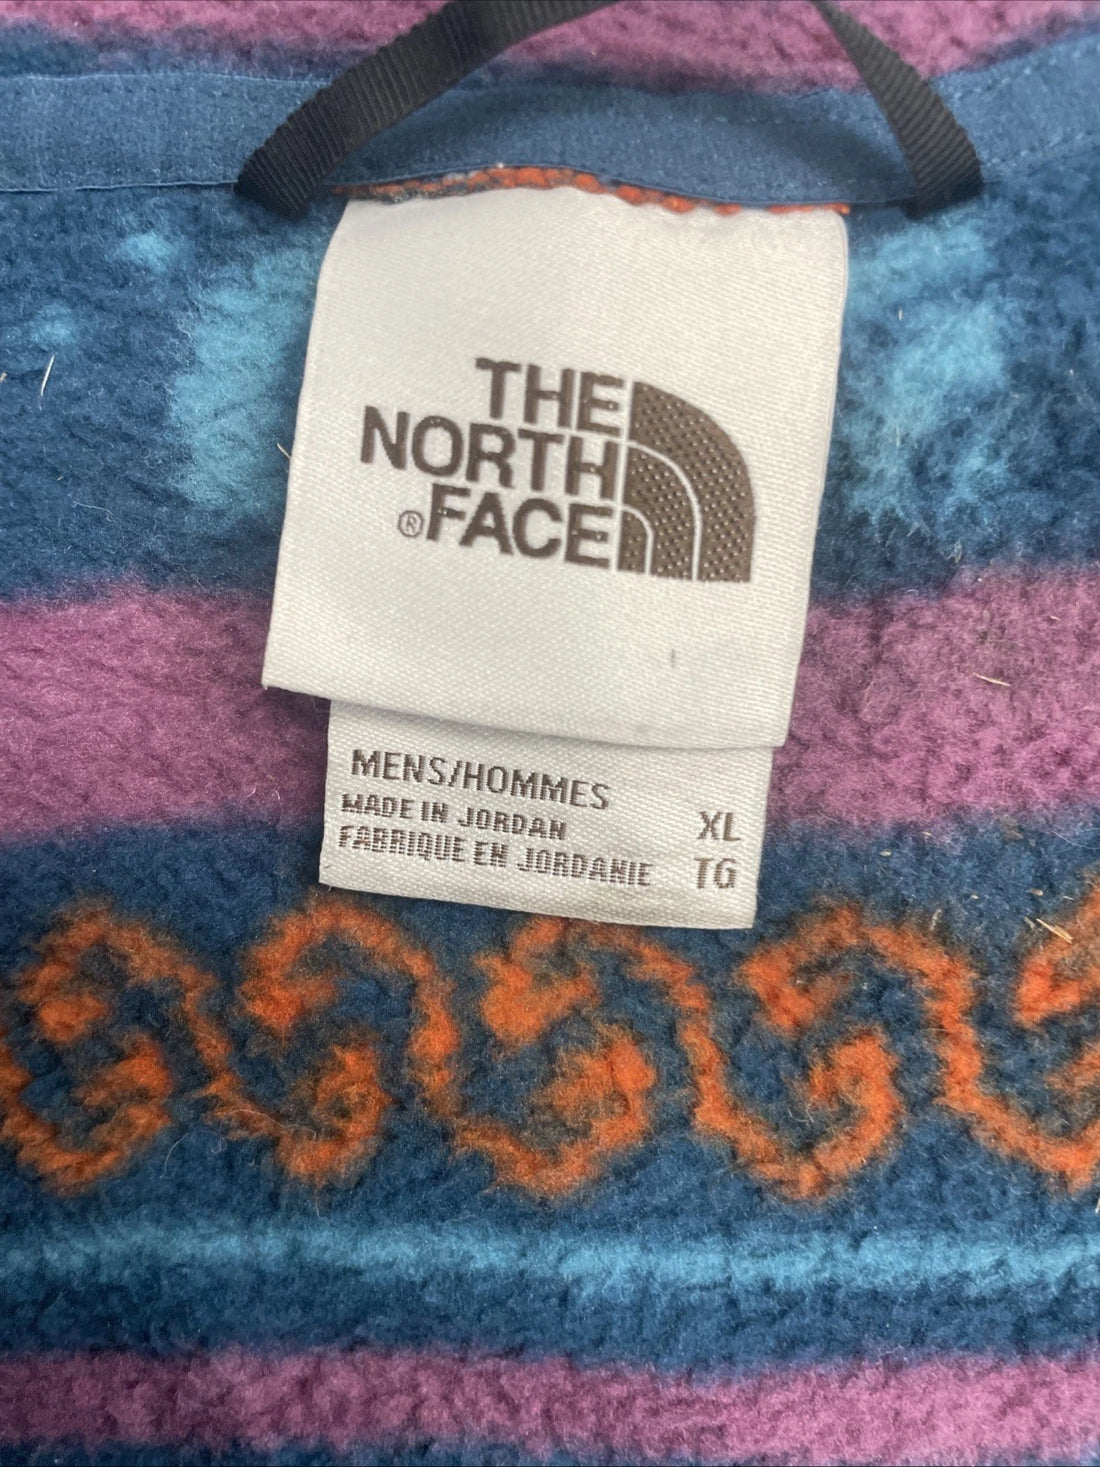 THE
NORTH
®FACE
MENS/HOMMES
MADE IN JORDAN XL
FABRIQUE EN JORDANIE TG